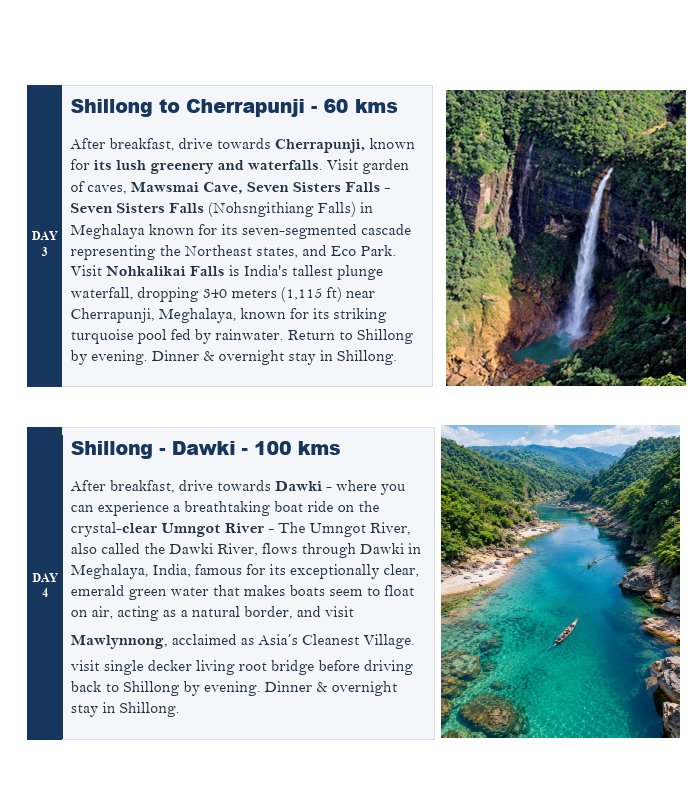 Shillong to Cherrapunji - 60 kms
After breakfast, drive towards Cherrapunji, known
for its lush greenery and waterfalls. Visit garden
of caves, Mawsmai Cave, Seven Sisters Falls -
Seven Sisters Falls (Nohsngithiang Falls) in
Meghalaya known for its seven-segmented cascade
DAY
3
representing the Northeast states, and Eco Park.
Visit Nohkalikai Falls is India's tallest plunge
waterfall, dropping 340 meters (1,115 ft) near
Cherrapunji, Meghalaya, known for its striking
turquoise pool fed by rainwater. Return to Shillong
by evening. Dinner & overnight stay in Shillong.
Shillong - Dawki - 100 kms
After breakfast, drive towards Dawki - where you
can experience a breathtaking boat ride on the
crystal-clear Umngot River - The Umngot River,
also called the Dawki River, flows through Dawki in
Meghalaya, India, famous for its exceptionally clear,
DAY
4
emerald green water that makes boats seem to float
on air, acting as a natural border, and visit
Mawlynnong, acclaimed as Asia's Cleanest Village.
visit single decker living root bridge before driving
back to Shillong by evening. Dinner & overnight
stay in Shillong.